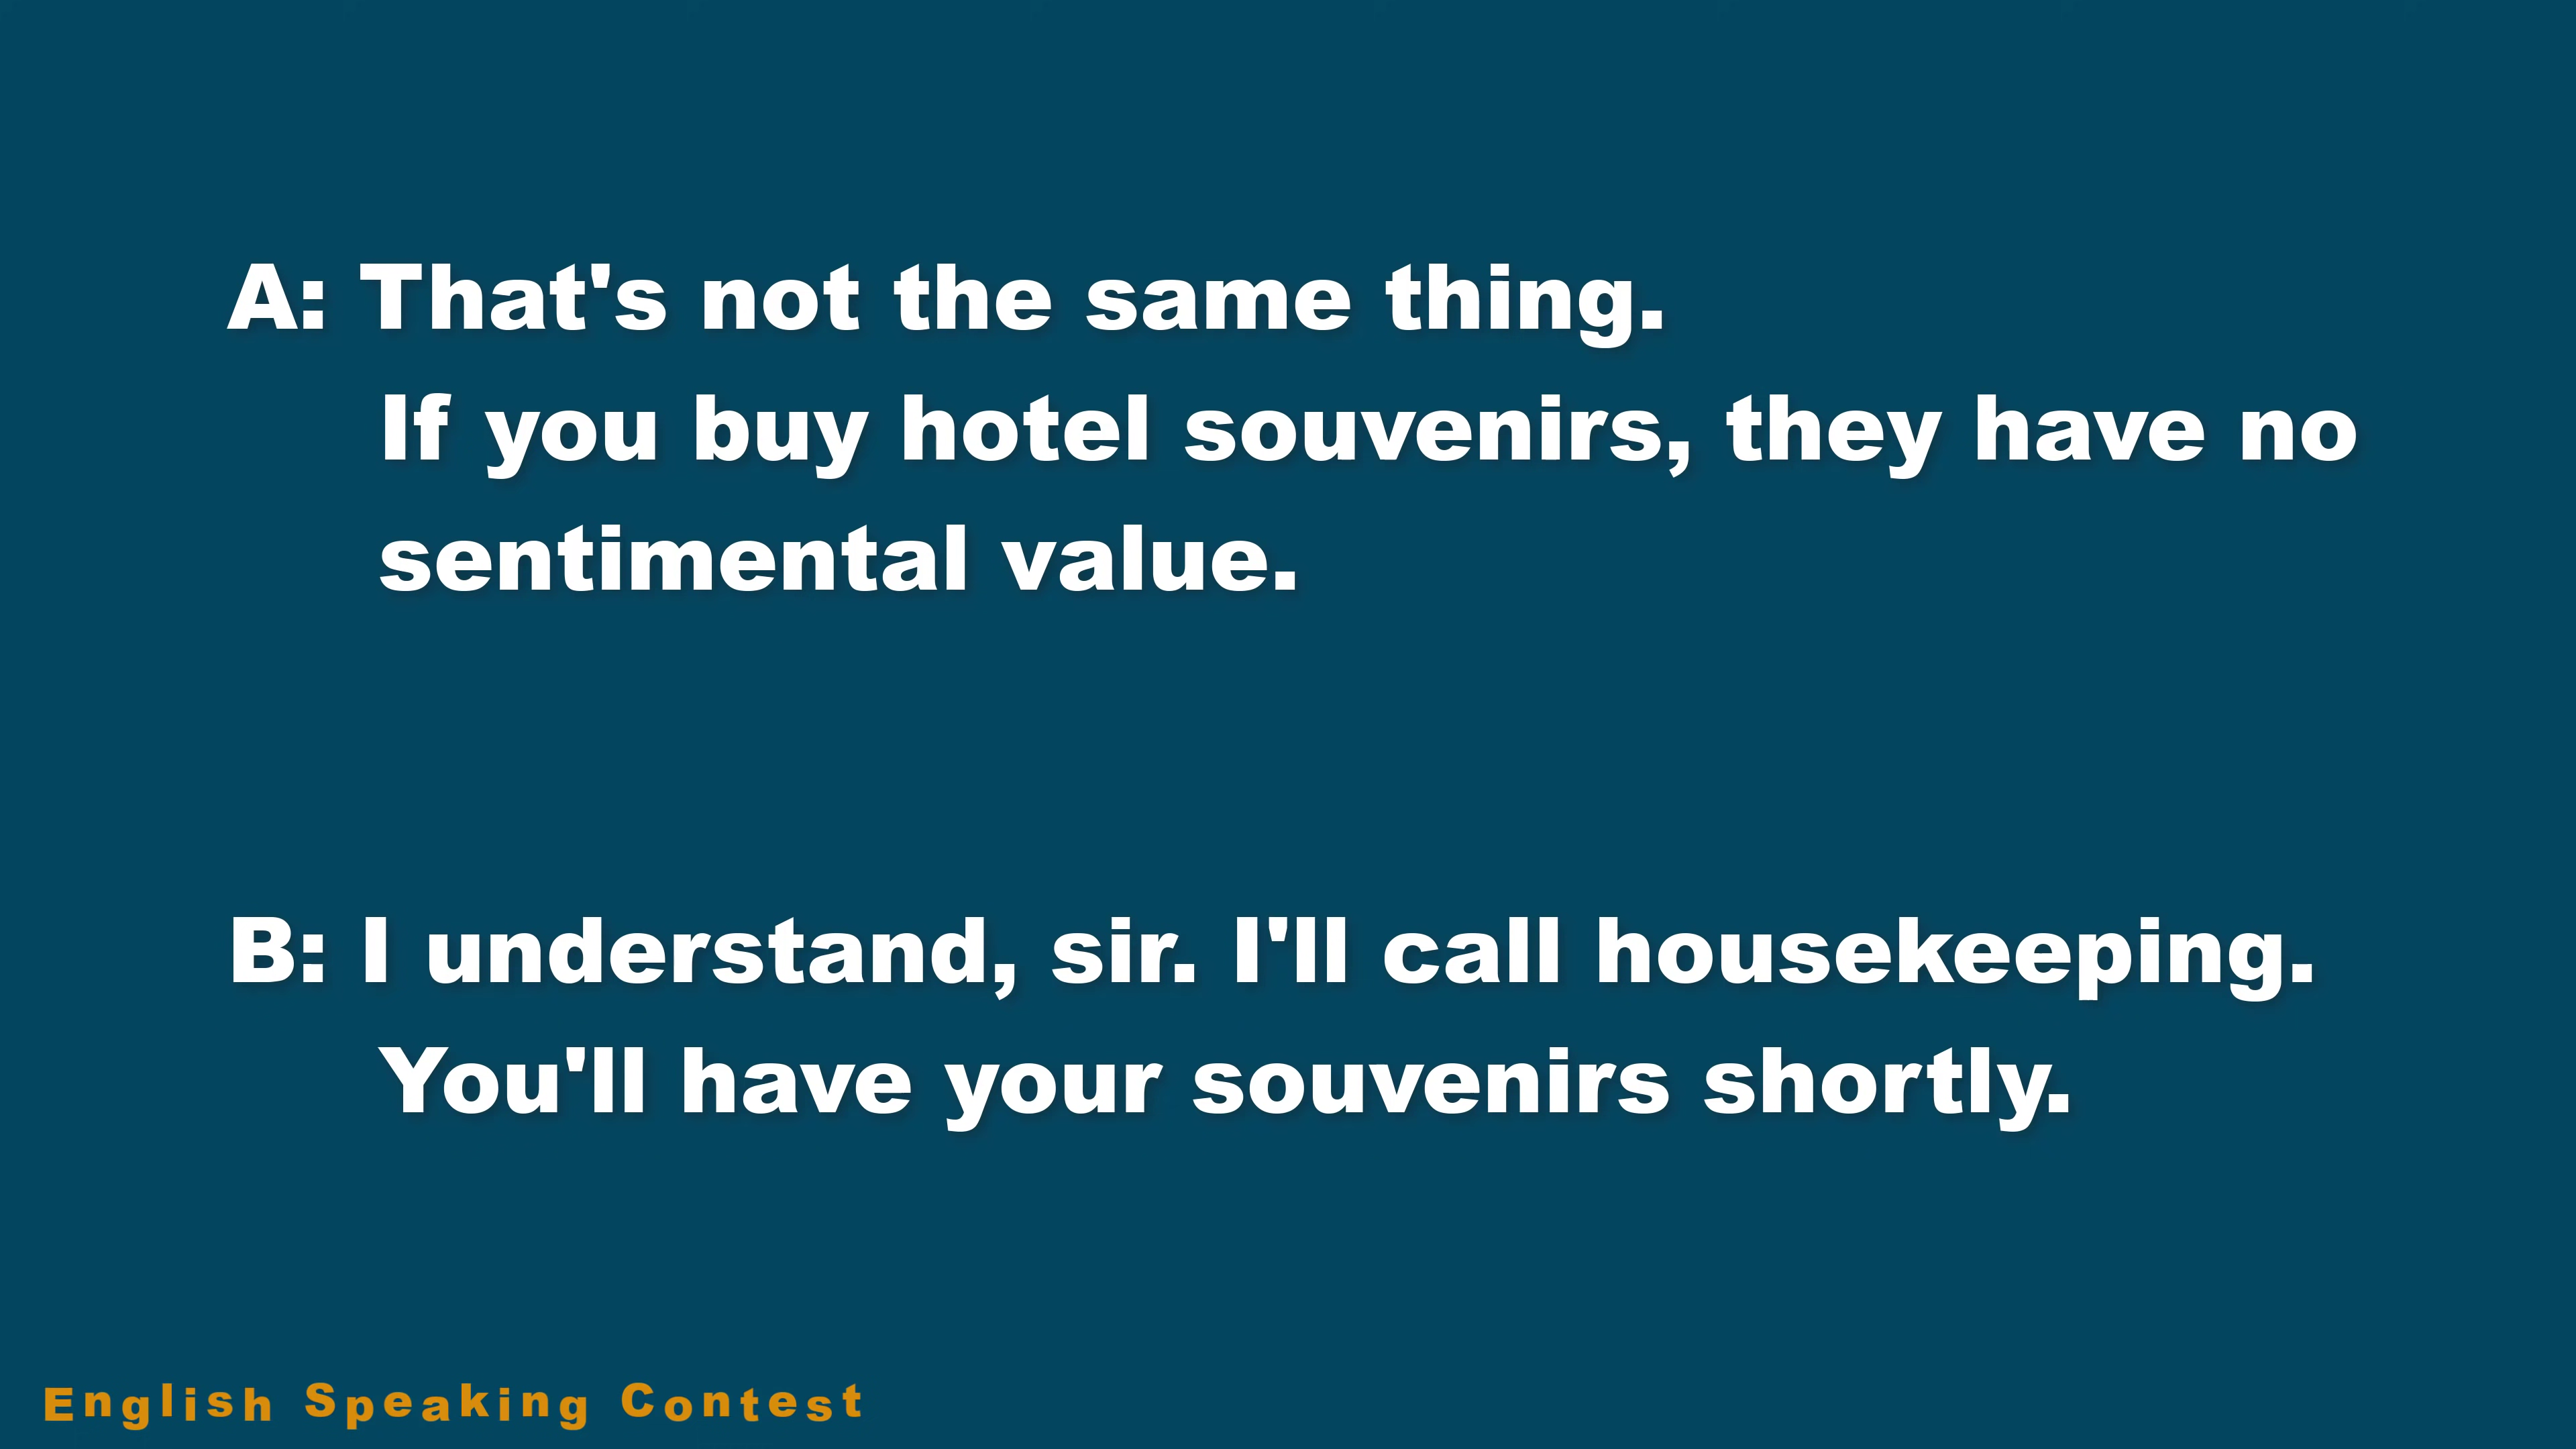 A: That's not the same thing.
If you buy hotel souvenirs, they have no
sentimental value.
B: I understand, sir. I'll call housekeeping.
You'll have your souvenirs shortly.
English Speaking Contest